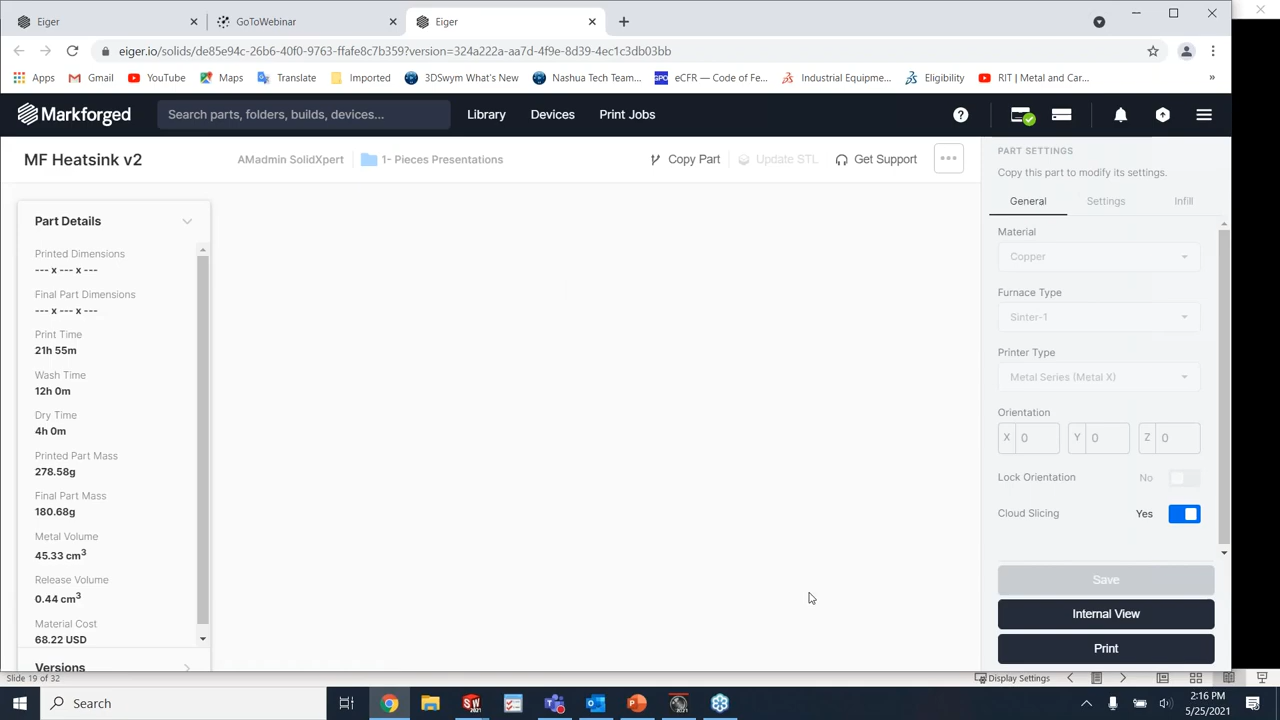 Eiger
GoToWebinar
Eiger
eiger.io/solids/de85e94c-26b6-40f0-9763-ffafe8c7b359?version=324a222a-aa7d-4f9e-8d39-4ec1c3db03bb
Apps Gmail YouTube Maps Translate Imported 3DSwym What's New Nashua Tech Team... eCFR — Code of Fe... Industrial Equipme... Eligibility RIT | Metal and Car... »
Markforged Search parts, folders, builds, devices... Library Devices Print Jobs
MF Heatsink v2 AMadmin SolidXpert 1- Pieces Presentations Copy Part Update STL Get Support
Part Details
Printed Dimensions
--- x --- x ---
Final Part Dimensions
--- x --- x ---
Print Time
21h 55m
Wash Time
12h 0m
Dry Time
4h 0m
Printed Part Mass
278.58g
Final Part Mass
180.68g
Metal Volume
45.33 cm³
Release Volume
0.44 cm³
Material Cost
68.22 USD
Versions
PART SETTINGS
Copy this part to modify its settings.
General Settings Infill
Material
Copper
Furnace Type
Sinter-1
Printer Type
Metal Series (Metal X)
Orientation
X 0 Y 0 Z 0
Lock Orientation No
Cloud Slicing Yes
Save
Internal View
Print
Slide 19 of 32 Display Settings
Search
SW
2021
2021
2:16 PM
5/25/2021